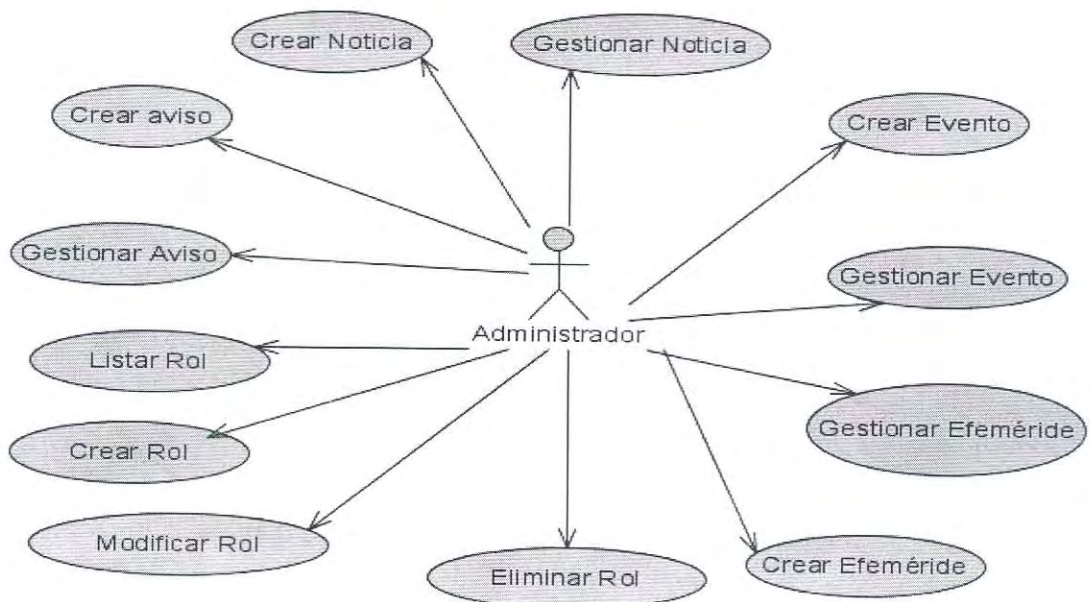 Crear Noticia
Gestionar Noticia
Crear aviso
Crear Evento
Gestionar Aviso
Gestionar Evento
Administrador
Listar Rol
Gestionar Efeméride
Crear Rol
Modificar Rol
Eliminar Rol
Crear Efeméride